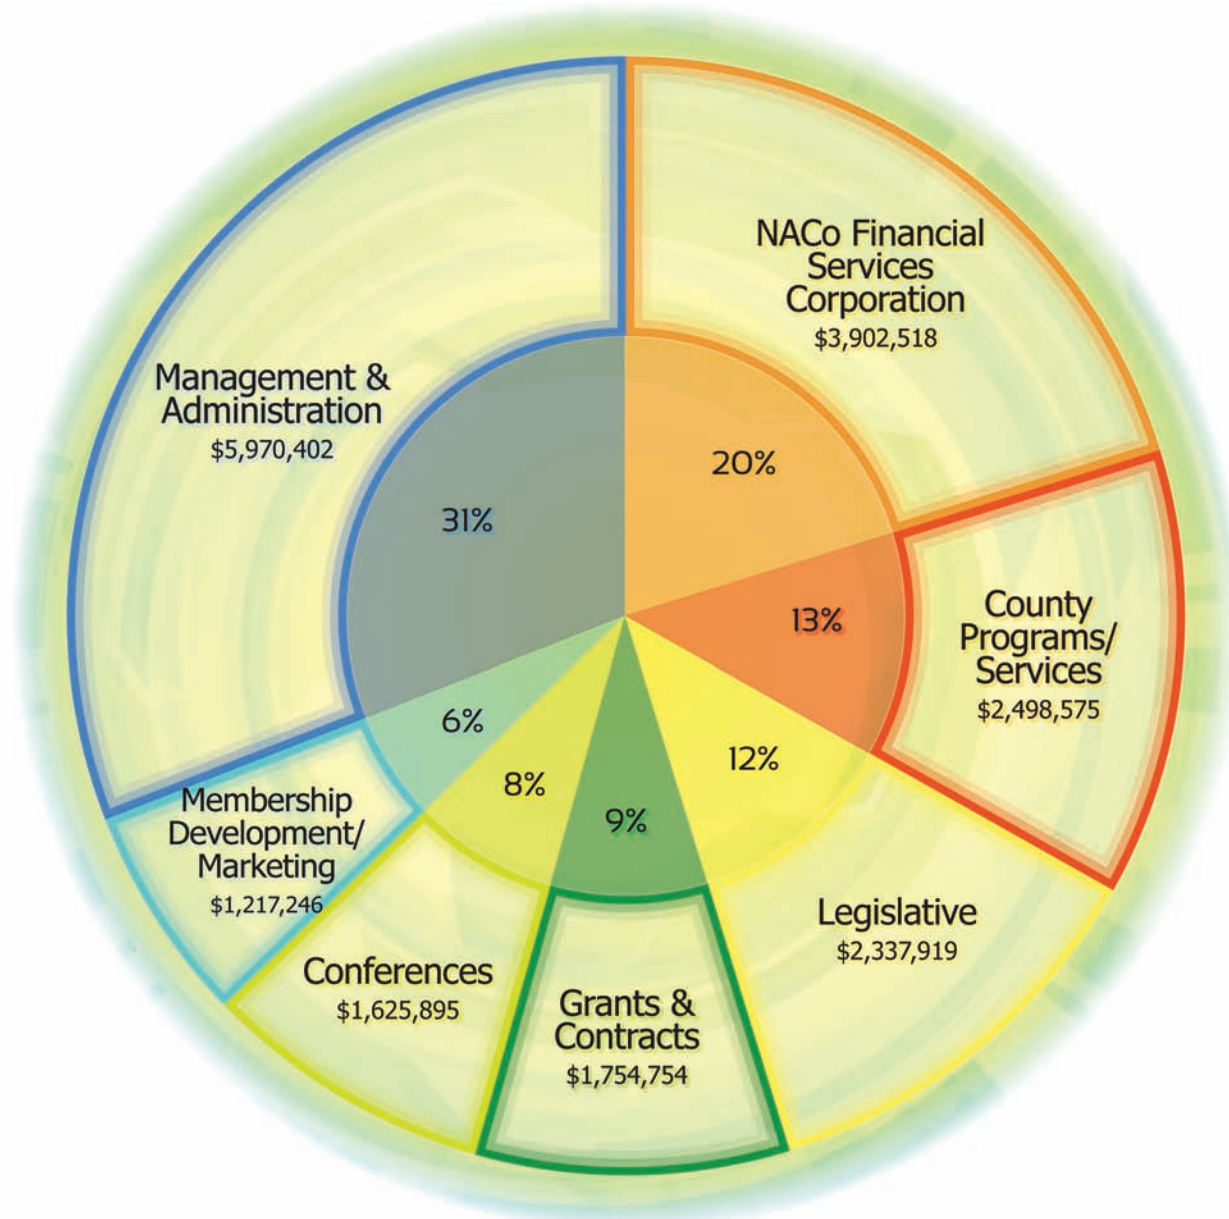 NACo Financial
Services
Corporation
$3,902,518
20%
County
Programs/
Services
$2,498,575
13%
Legislative
$2,337,919
12%
Grants &
Contracts
$1,754,754
9%
Conferences
$1,625,895
8%
Membership
Development/
Marketing
$1,217,246
6%
Management &
Administration
$5,970,402
31%